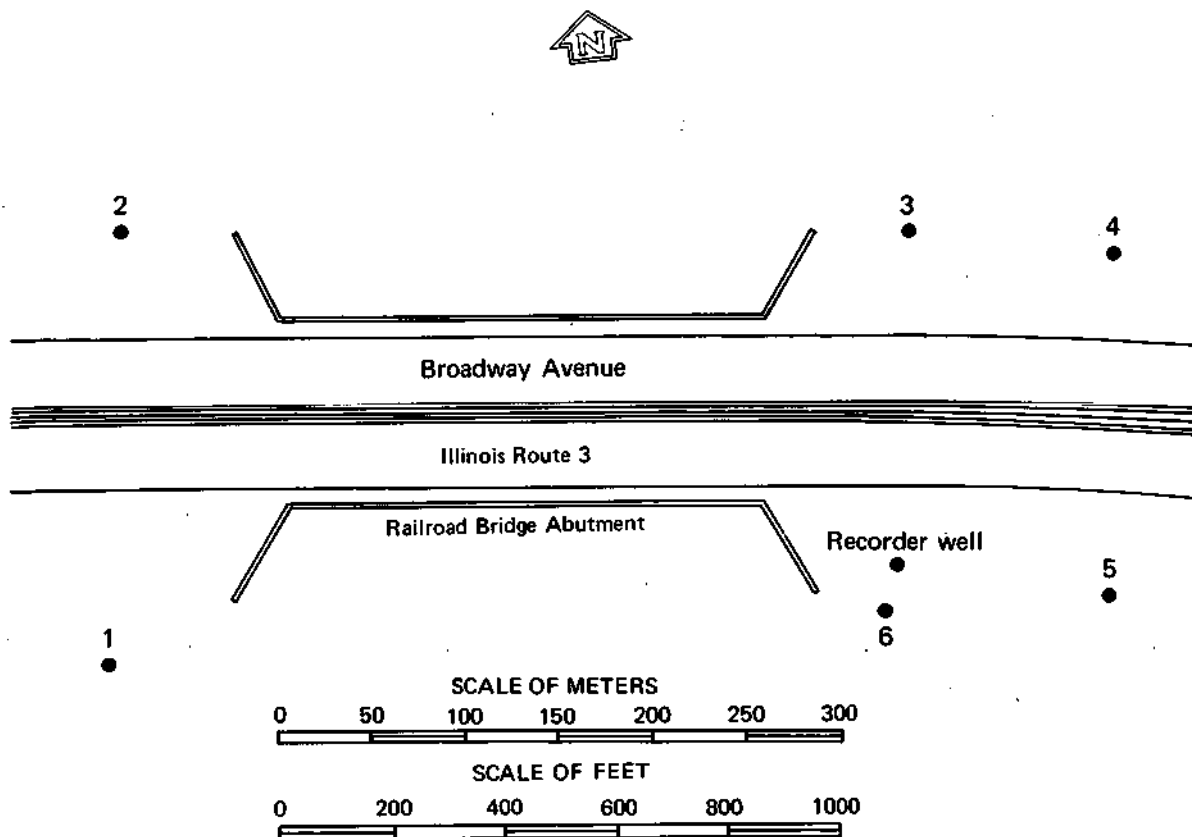 N
2
3
4
Broadway Avenue
Illinois Route 3
Railroad Bridge Abutment
Recorder well
5
6
1
SCALE OF METERS
0 50 100 150 200 250 300
SCALE OF FEET
0 200 400 600 800 1000